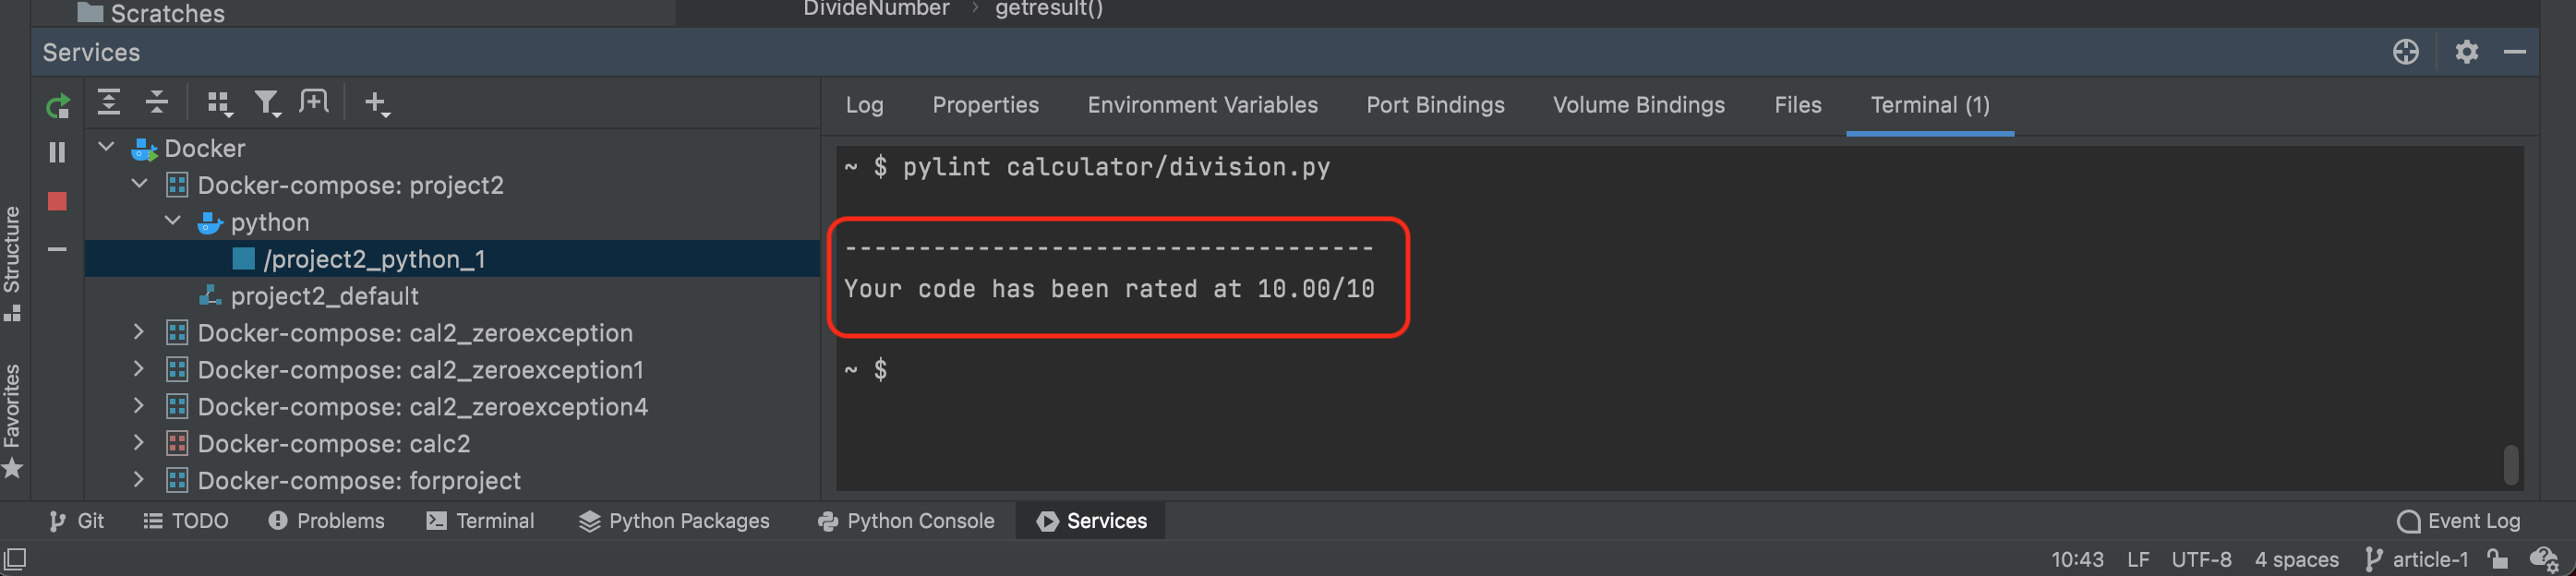 Scratches
DivideNumber > getresult()
Services
Log Properties Environment Variables Port Bindings Volume Bindings Files Terminal (1)
Docker
Docker-compose: project2
python
/project2_python_1
project2_default
Docker-compose: cal2_zeroexception
Docker-compose: cal2_zeroexception1
Docker-compose: cal2_zeroexception4
Docker-compose: calc2
Docker-compose: forproject
~ $ pylint calculator/division.py
------------------------------------
Your code has been rated at 10.00/10
~ $
Structure
Favorites
Git TODO Problems Terminal Python Packages Python Console Services Event Log
10:43 LF UTF-8 4 spaces article-1